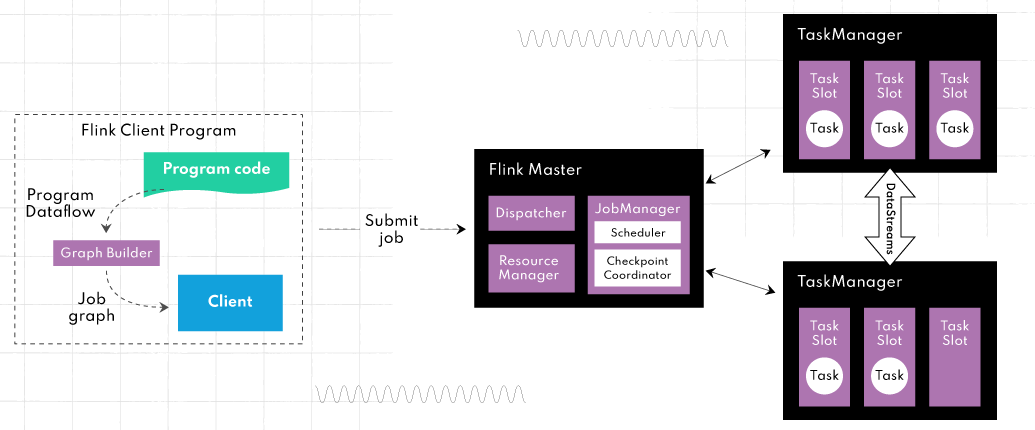 Flink Client Program
Program code
Program
Dataflow
Graph Builder
Job
graph
Client
Submit
job
Flink Master
Dispatcher
Resource
Manager
JobManager
Scheduler
Checkpoint
Coordinator
TaskManager
Task
Slot
Task
Task
Slot
Task
Task
Slot
Task
DataStreams
TaskManager
Task
Slot
Task
Task
Slot
Task
Task
Slot